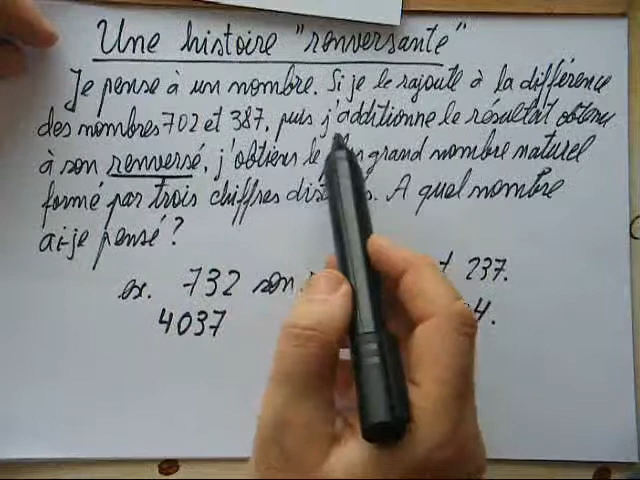 Une histoire "renversante"
Je pense à un nombre. Si je le rajoute à la différence
des nombres 702 et 387, puis j'additionne le résultat obtenu
à son renversé, j'obtiens le grand nombre naturel
formé par trois chiffres. A quel nombre
ai-je pensé ?
ex. 732 son 237.
4037